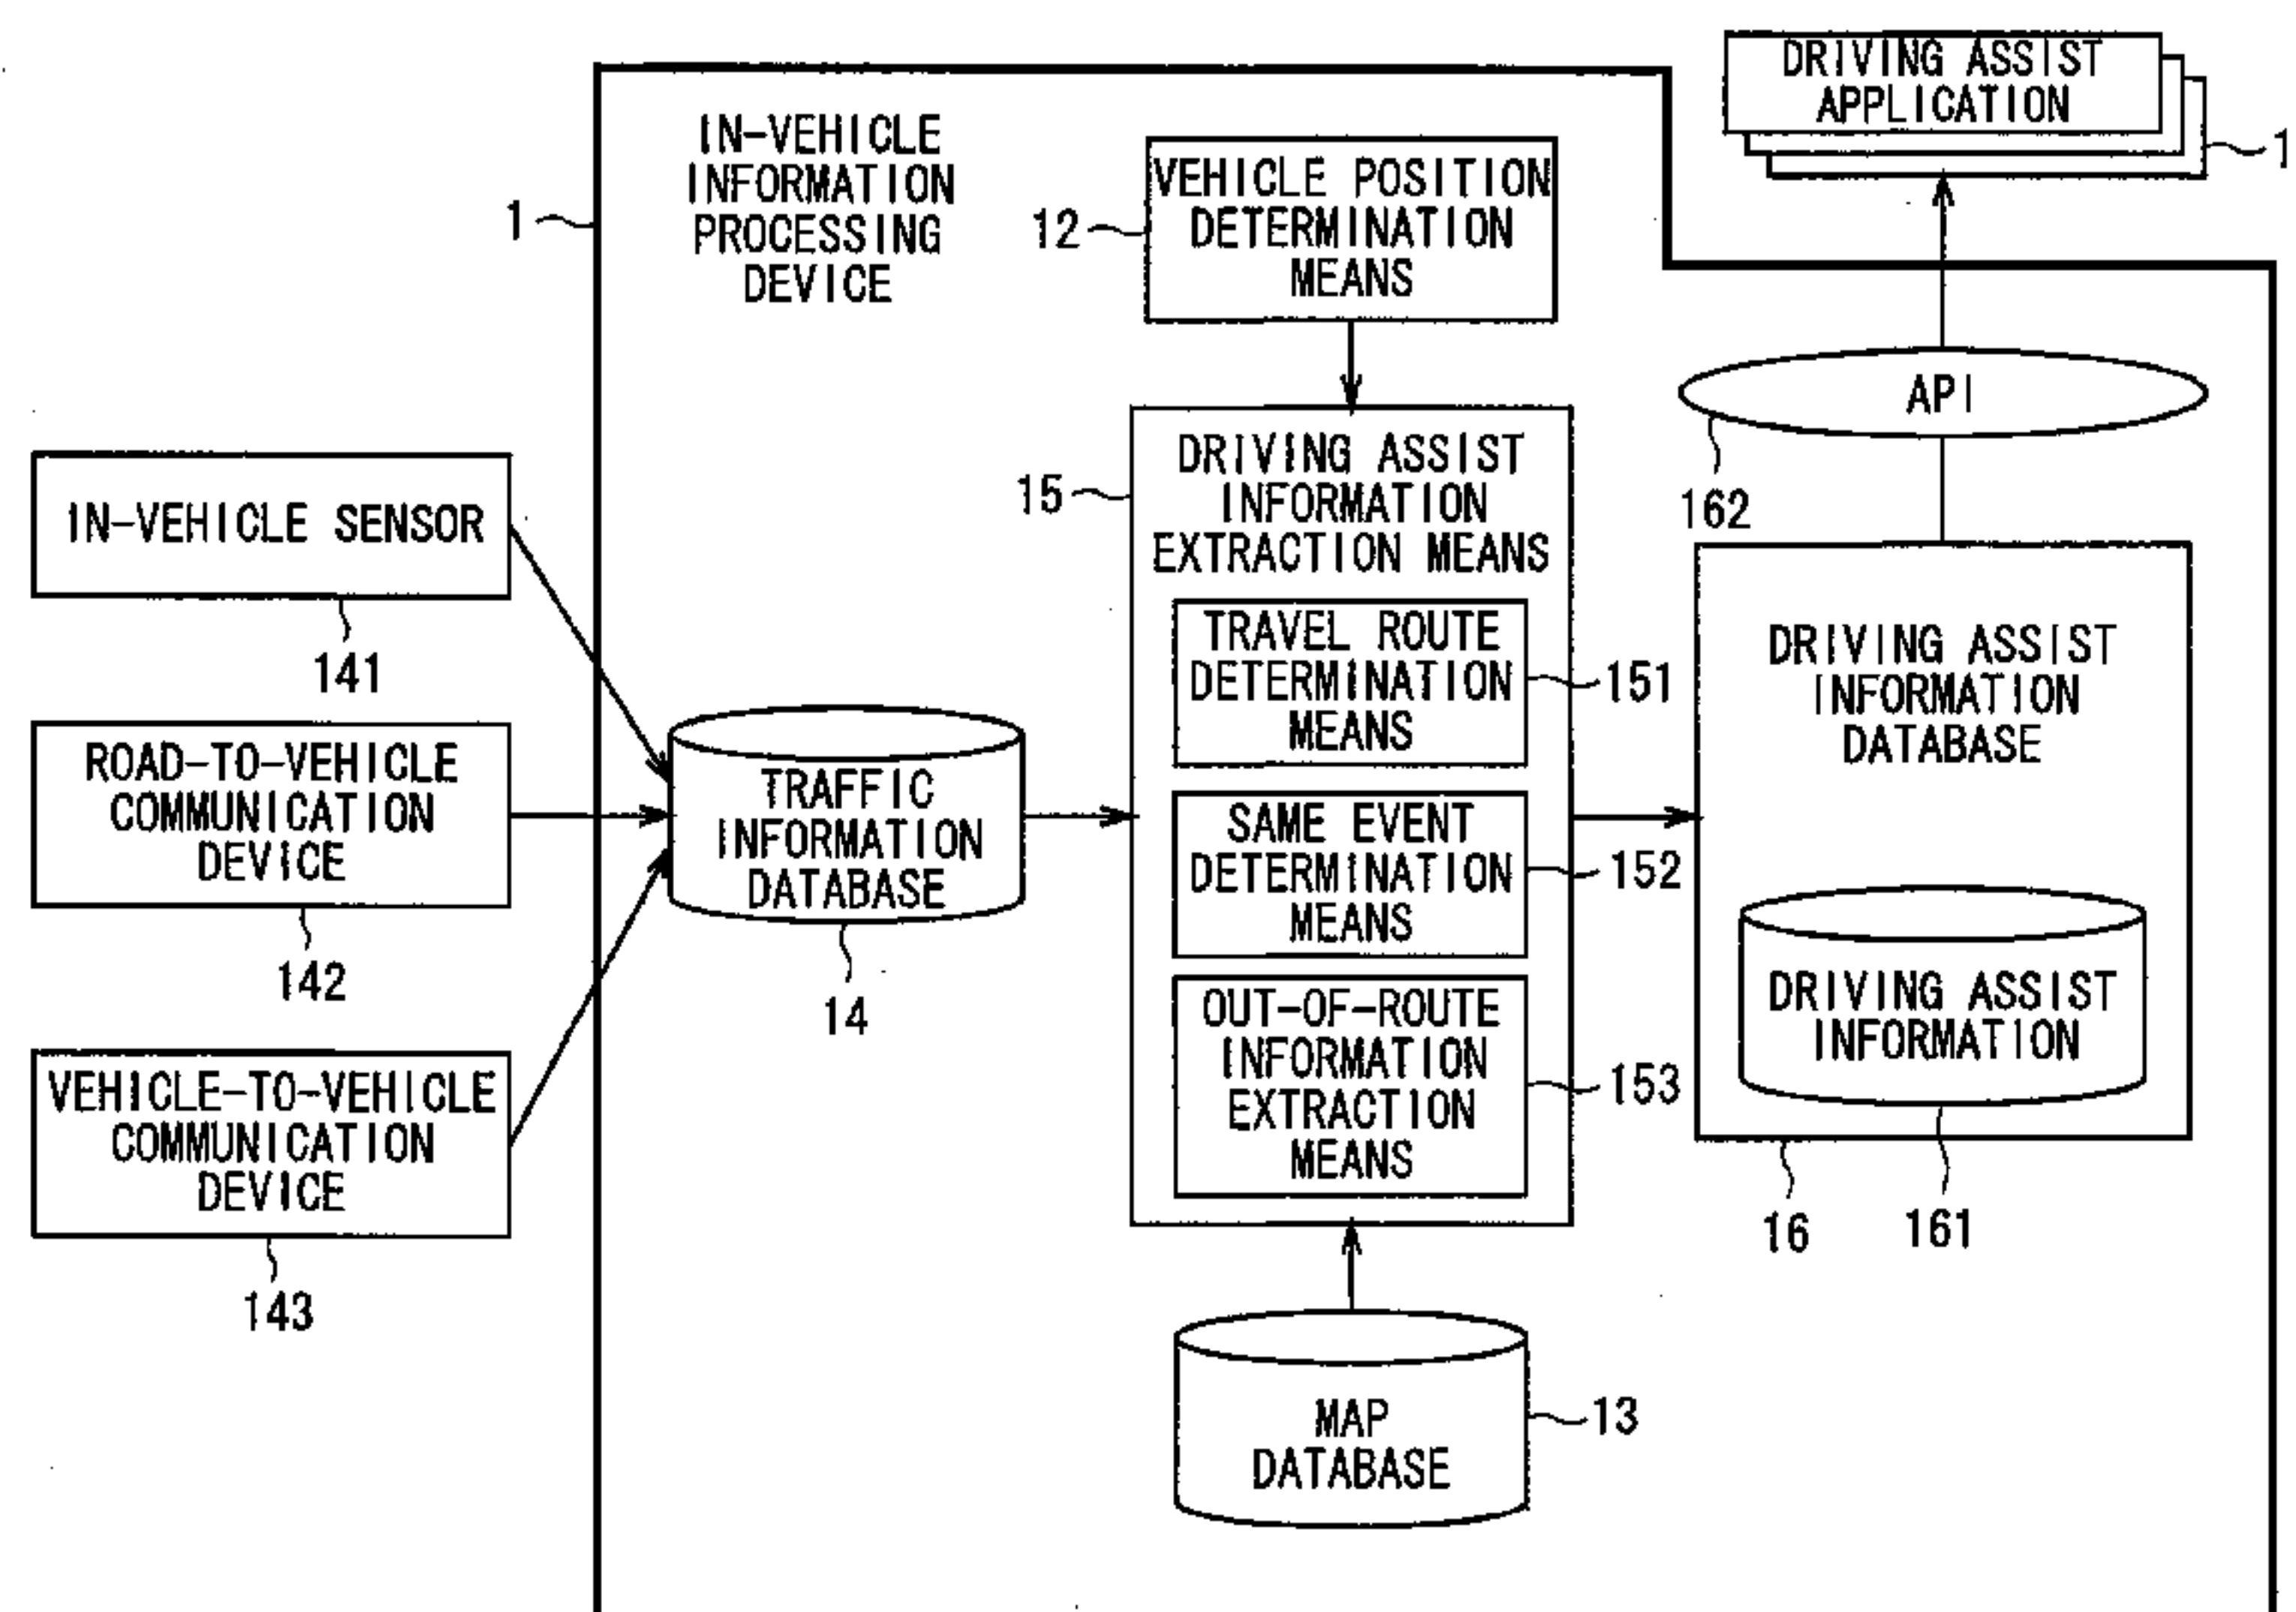 DRIVING ASSIST
APPLICATION
1
IN-VEHICLE
INFORMATION
PROCESSING
DEVICE
1
VEHICLE POSITION
DETERMINATION
MEANS
12
API
162
DRIVING ASSIST
INFORMATION
EXTRACTION MEANS
15
IN-VEHICLE SENSOR
141
TRAVEL ROUTE
DETERMINATION
MEANS
151
DRIVING ASSIST
INFORMATION
DATABASE
ROAD-TO-VEHICLE
COMMUNICATION
DEVICE
142
TRAFFIC
INFORMATION
DATABASE
14
SAME EVENT
DETERMINATION
MEANS
152
DRIVING ASSIST
INFORMATION
161
16
VEHICLE-TO-VEHICLE
COMMUNICATION
DEVICE
143
OUT-OF-ROUTE
INFORMATION
EXTRACTION
MEANS
153
MAP
DATABASE
13